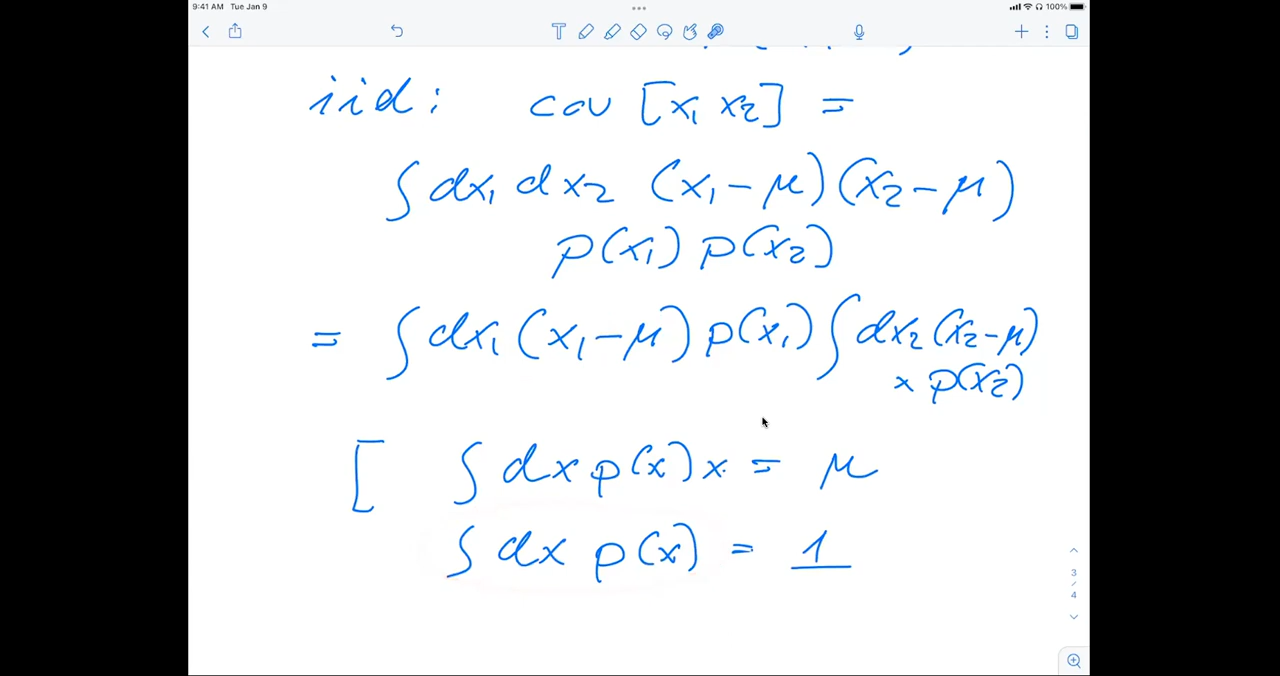 9:41 AM Tue Jan 9
100%
iid: cov [x₁ x₂] =
∫ dx₁ dx₂ (x₁ − μ)(x₂ − μ)
p(x₁) p(x₂)
= ∫ dx₁ (x₁ − μ) p(x₁) ∫ dx₂ (x₂ − μ)
× p(x₂)
[ ∫ dx p(x) x = μ
∫ dx p(x) = 1
3
/
4